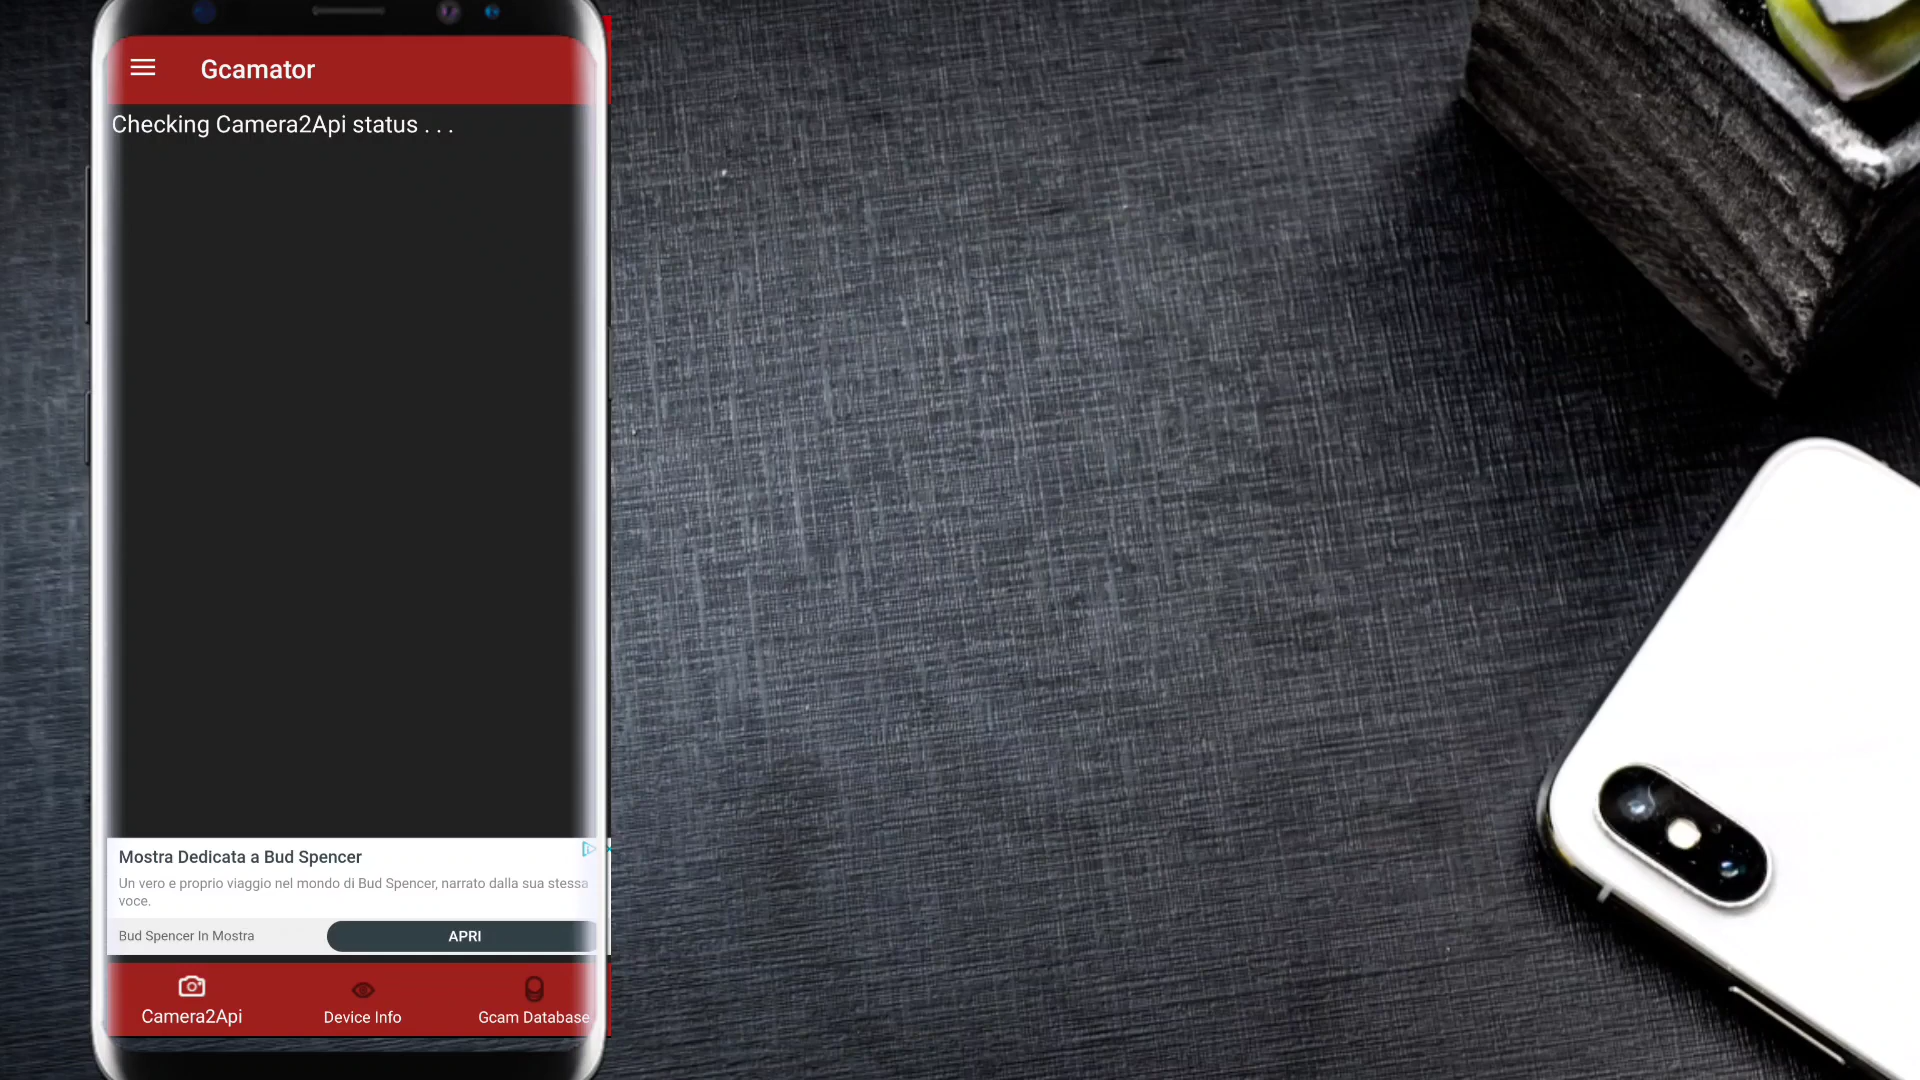 Gcamator
Checking Camera2Api status . . .
Mostra Dedicata a Bud Spencer
Un vero e proprio viaggio nel mondo di Bud Spencer, narrato dalla sua stessa
voce.
Bud Spencer In Mostra
APRI
Camera2Api
Device Info
Gcam Database